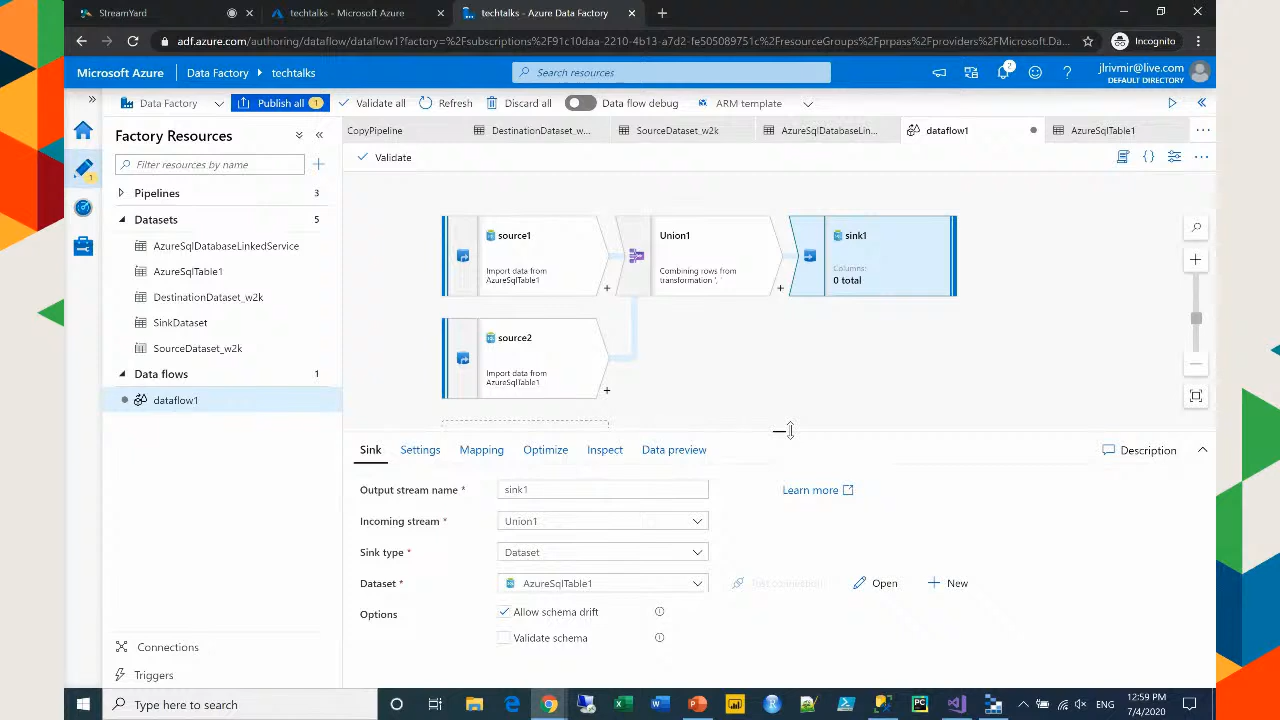 StreamYard
techtalks - Microsoft Azure
techtalks - Azure Data Factory
adf.azure.com/authoring/dataflow/dataflow1?factory=%2Fsubscriptions%2F91c10daa-2210-4b13-a7d2-fe505089751c%2FresourceGroups%2Fprpass%2Fproviders%2FMicrosoft.Da...
Incognito
Microsoft Azure
Data Factory
techtalks
Search resources
2
jlrivmir@live.com
DEFAULT DIRECTORY
Data Factory
Publish all 1
Validate all
Refresh
Discard all
Data flow debug
ARM template
Factory Resources
CopyPipeline
DestinationDataset_w...
SourceDataset_w2k
AzureSqlDatabaseLin...
dataflow1
AzureSqlTable1
Filter resources by name
Validate
1
Pipelines 3
Datasets 5
AzureSqlDatabaseLinkedService
AzureSqlTable1
DestinationDataset_w2k
SinkDataset
SourceDataset_w2k
Data flows 1
dataflow1
source1
Import data from
AzureSqlTable1
Union1
Combining rows from
transformation ', '
sink1
Columns:
0 total
source2
Import data from
AzureSqlTable1
Sink
Settings
Mapping
Optimize
Inspect
Data preview
Description
Output stream name *
sink1
Learn more
Incoming stream *
Union1
Sink type *
Dataset
Dataset *
AzureSqlTable1
Test connection
Open
New
Options
Allow schema drift
Validate schema
Connections
Triggers
Type here to search
ENG
12:59 PM
7/4/2020